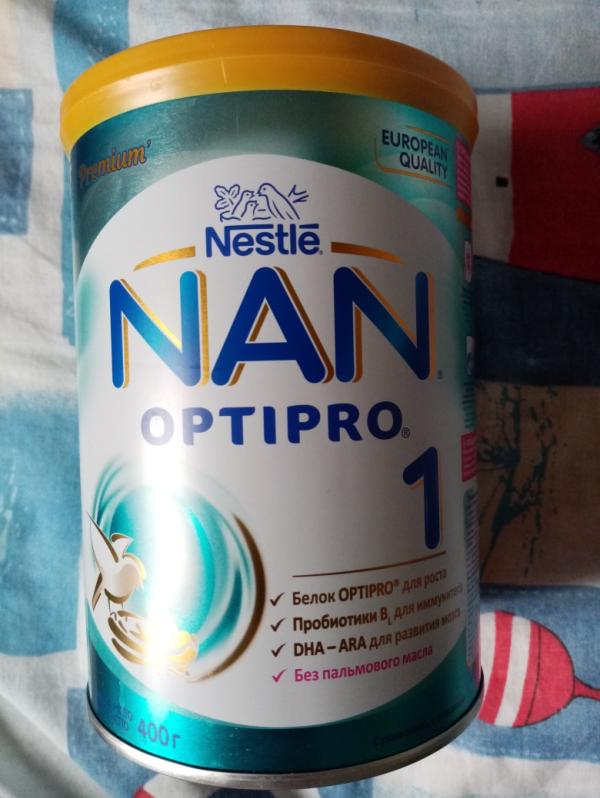 Premium
EUROPEAN
QUALITY
Nestlé
NAN
OPTIPRO®
1
Белок OPTIPRO® для роста
Пробиотики BL для иммунитета
DHA – ARA для развития мозга
Без пальмового масла
400г
Сухая